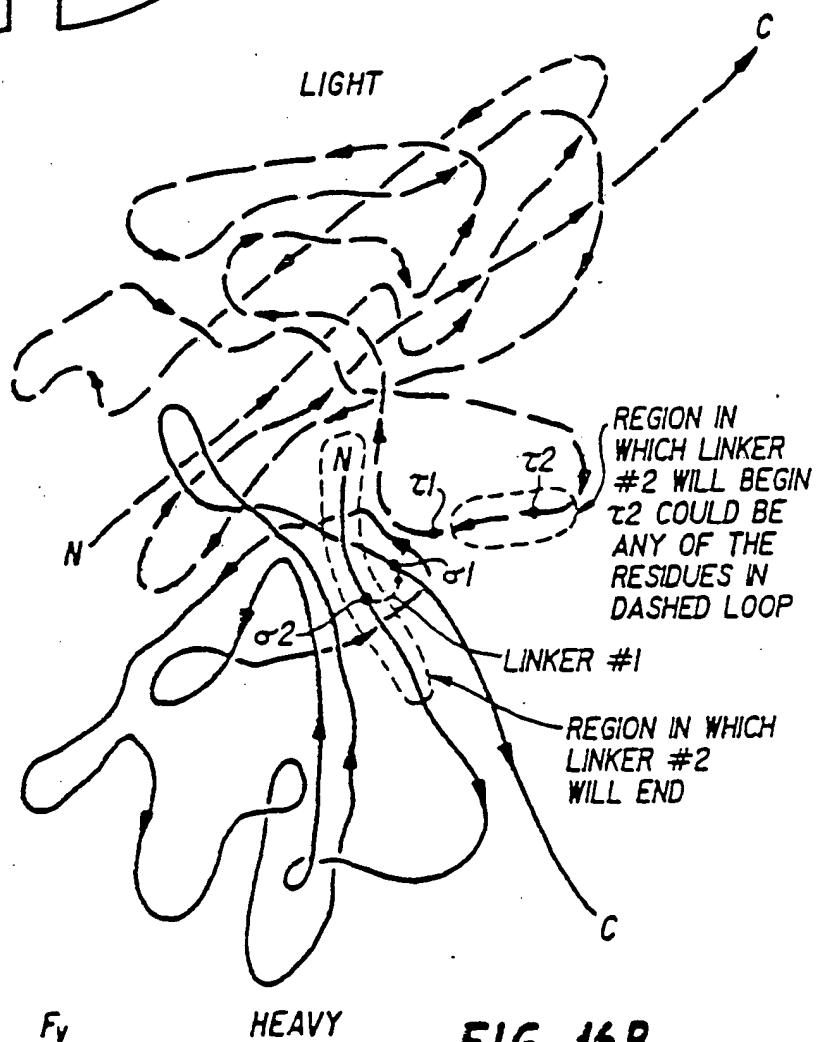 C
LIGHT
REGION IN
WHICH LINKER
#2 WILL BEGIN
τ2 COULD BE
ANY OF THE
RESIDUES IN
DASHED LOOP
N
τ1
τ2
N
σ1
σ2
LINKER #1
REGION IN WHICH
LINKER #2
WILL END
C
Fv
HEAVY
FIG. 16B